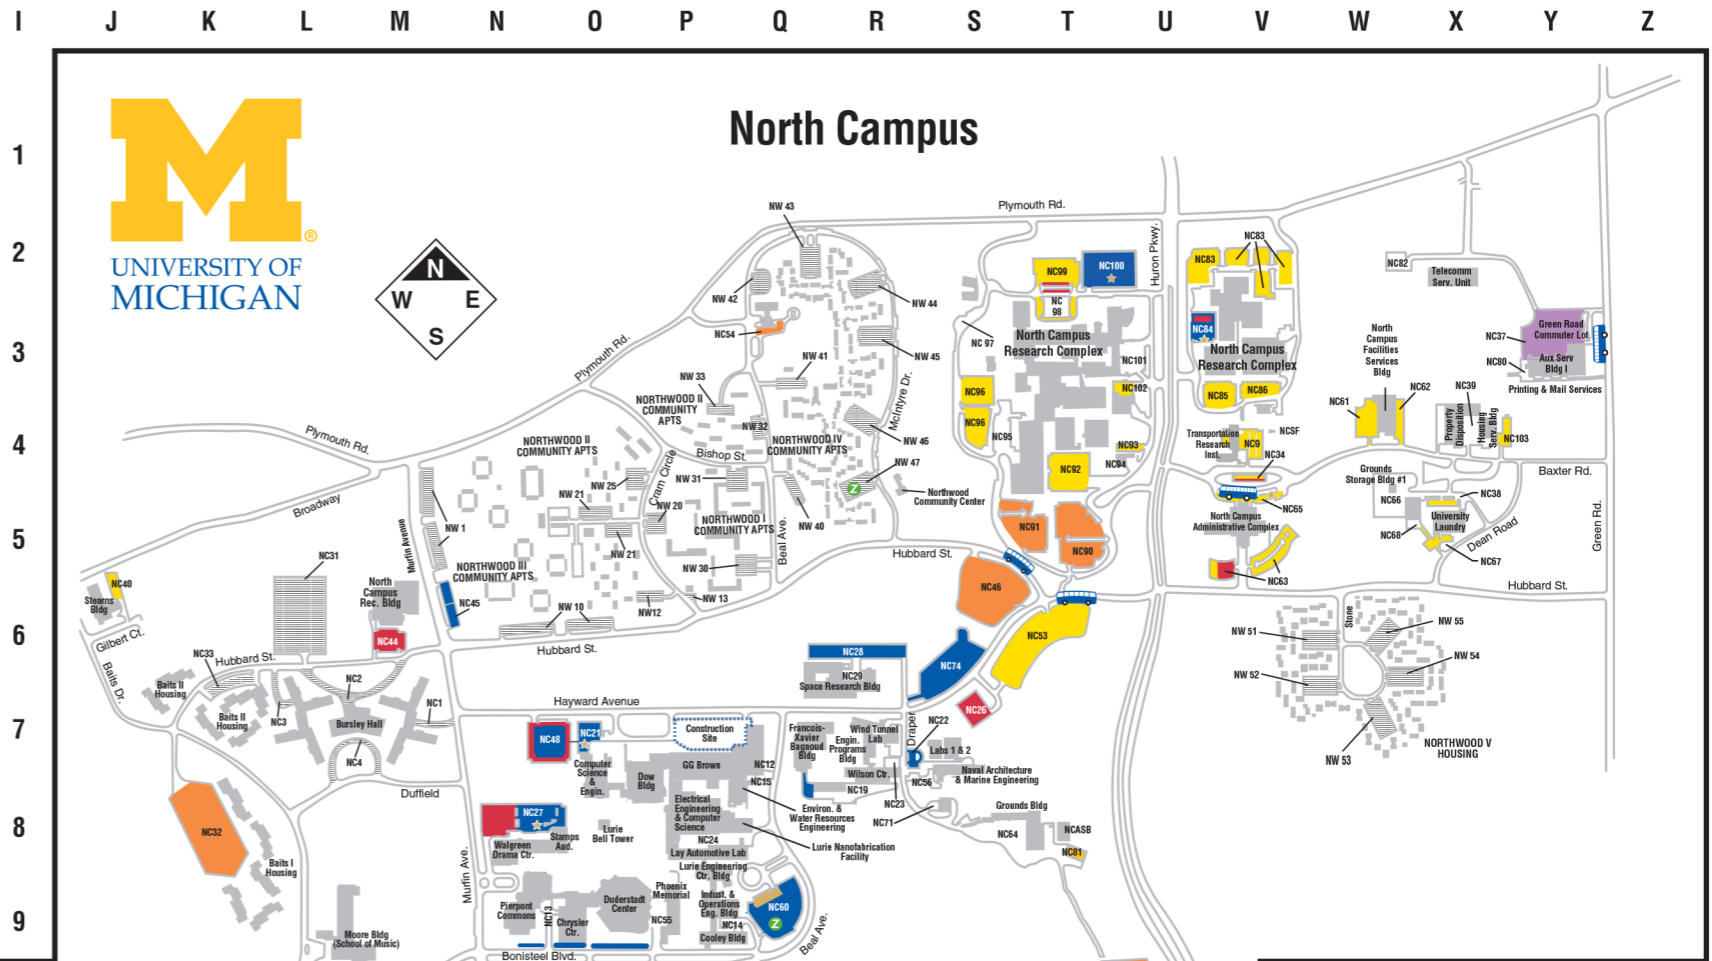 I J K L M N O P Q R S T U V W X Y Z
North Campus
UNIVERSITY OF
MICHIGAN
®
N
W E
S
1
2
3
4
5
6
7
8
9
Plymouth Rd.
Huron Pkwy.
NW 43
NW 42
NW 44
NC54
NW 41
NW 45
McIntyre Dr.
NW 33
NORTHWOOD II
COMMUNITY
APTS
NW 32
NORTHWOOD IV
COMMUNITY APTS
NW 46
NW 47
Z
Northwood
Community Center
Plymouth Rd.
Plymouth Rd.
Broadway
NORTHWOOD II
COMMUNITY APTS
NW 25
NW 21
Cram Circle
Bishop St.
NW 31
NW 20
NORTHWOOD I
COMMUNITY APTS
NW 40
Beal Ave.
NW 21
NW 30
NW 13
NW12
NW 10
NORTHWOOD III
COMMUNITY APTS
NW 1
Murfin Avenue
NC45
NC31
North
Campus
Rec. Bldg
NC44
NC40
Stearns
Bldg
Gilbert Ct.
Baits Dr.
Hubbard St.
Hubbard St.
Hubbard St.
Hubbard St.
NC99
NC100
NC
98
NC 97
North Campus
Research Complex
NC101
NC102
NC96
NC96
NC95
NC93
NC94
NC92
NC91
NC90
NC46
NC53
NC83
NC83
NC84
North Campus
Research Complex
NC85
NC86
Transportation
Research
Inst.
NC9
NCSF
NC34
NC65
North Campus
Administrative Complex
NC63
NC82
Telecomm
Serv. Unit
NC37
Green Road
Commuter Lot
NC80
Aux Serv
Bldg I
Printing & Mail Services
North
Campus
Facilities
Services
Bldg
NC61
NC62
NC39
Property
Disposition
Housing
Serv. Bldg
NC103
Baxter Rd.
Green Rd.
Grounds
Storage Bldg #1
NC66
NC38
University
Laundry
NC68
Dean Road
NC67
Stone
NW 51
NW 55
NW 54
NW 52
NW 53
NORTHWOOD V
HOUSING
NC33
Baits II
Housing
Baits II
Housing
NC2
NC3
Bursley Hall
NC1
NC4
Duffield
NC32
Baits I
Housing
Moore Bldg
(School of Music)
Murfin Ave.
Hayward Avenue
NC28
NC29
Space Research Bldg
NC74
NC26
Draper
NC22
NC48
NC21
Computer
Science
&
Engin.
Construction
Site
GG Brown
NC12
Dow
Bldg
NC15
Electrical
Engineering
& Computer
Science
NC24
Lay Automotive Lab
Francois-
Xavier
Bagnoud
Bldg
Engin.
Programs
Bldg
Wind Tunnel
Lab
Wilson Ctr.
NC19
NC23
Environ. &
Water Resources
Engineering
Lurie Nanofabrication
Facility
Labs 1 & 2
Naval Architecture
& Marine Engineering
NC56
NC71
Grounds Bldg
NC64
NCASB
NC81
NC27
Walgreen
Drama Ctr.
Stamps
Aud.
Lurie
Bell Tower
Lurie Engineering
Ctr. Bldg
Phoenix
Memorial
Indust. &
Operations
Eng. Bldg
NC14
Cooley Bldg
NC60
Z
Beal Ave.
Pierpont
Commons
NC13
Chrysler
Ctr.
Duderstadt
Center
NC55
Bonisteel Blvd.